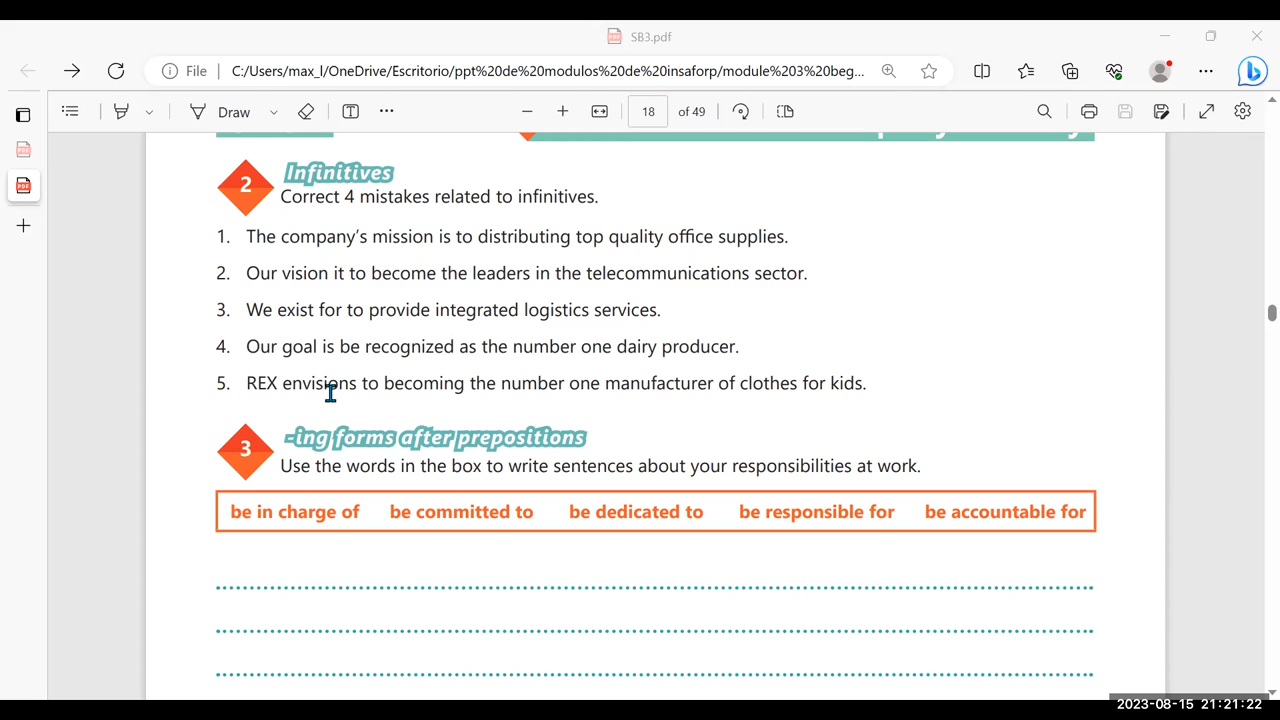 SB3.pdf
File C:/Users/max_l/OneDrive/Escritorio/ppt%20de%20modulos%20de%20insaforp/module%203%20beg...
Draw 18 of 49
2 Infinitives
Correct 4 mistakes related to infinitives.
1. The company's mission is to distributing top quality office supplies.
2. Our vision it to become the leaders in the telecommunications sector.
3. We exist for to provide integrated logistics services.
4. Our goal is be recognized as the number one dairy producer.
5. REX envisions to becoming the number one manufacturer of clothes for kids.
3 -ing forms after prepositions
Use the words in the box to write sentences about your responsibilities at work.
be in charge of be committed to be dedicated to be responsible for be accountable for
2023-08-15 21:21:22